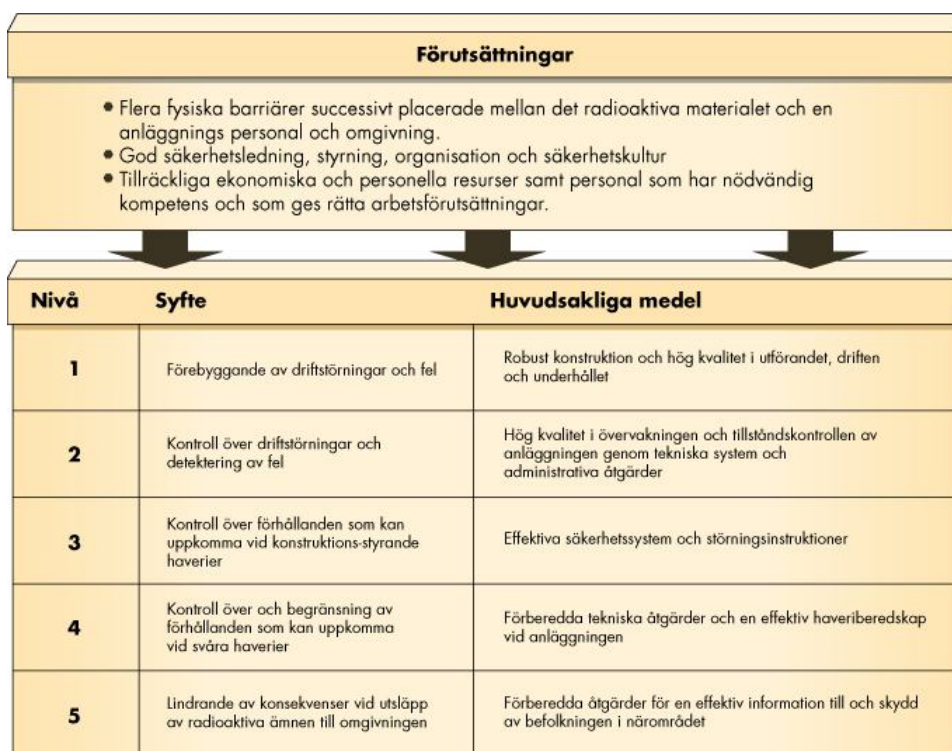 Förutsättningar
• Flera fysiska barriärer successivt placerade mellan det radioaktiva materialet och en
anläggnings personal och omgivning.
• God säkerhetsledning, styrning, organisation och säkerhetskultur
• Tillräckliga ekonomiska och personella resurser samt personal som har nödvändig
kompetens och som ges rätta arbetsförutsättningar.
Nivå Syfte Huvudsakliga medel
1
Förebyggande av driftstörningar och fel
Robust konstruktion och hög kvalitet i utförandet, driften
och underhållet
2
Kontroll över driftstörningar och
detektering av fel
Hög kvalitet i övervakningen och tillståndskontrollen av
anläggningen genom tekniska system och
administrativa åtgärder
3
Kontroll över förhållanden som kan
uppkomma vid konstruktions-styrande
haverier
Effektiva säkerhetssystem och störningsinstruktioner
4
Kontroll över och begränsning av
förhållanden som kan uppkomma
vid svåra haverier
Förberedda tekniska åtgärder och en effektiv haveriberedskap
vid anläggningen
5
Lindrande av konsekvenser vid utsläpp
av radioaktiva ämnen till omgivningen
Förberedda åtgärder för en effektiv information till och skydd
av befolkningen i närområdet